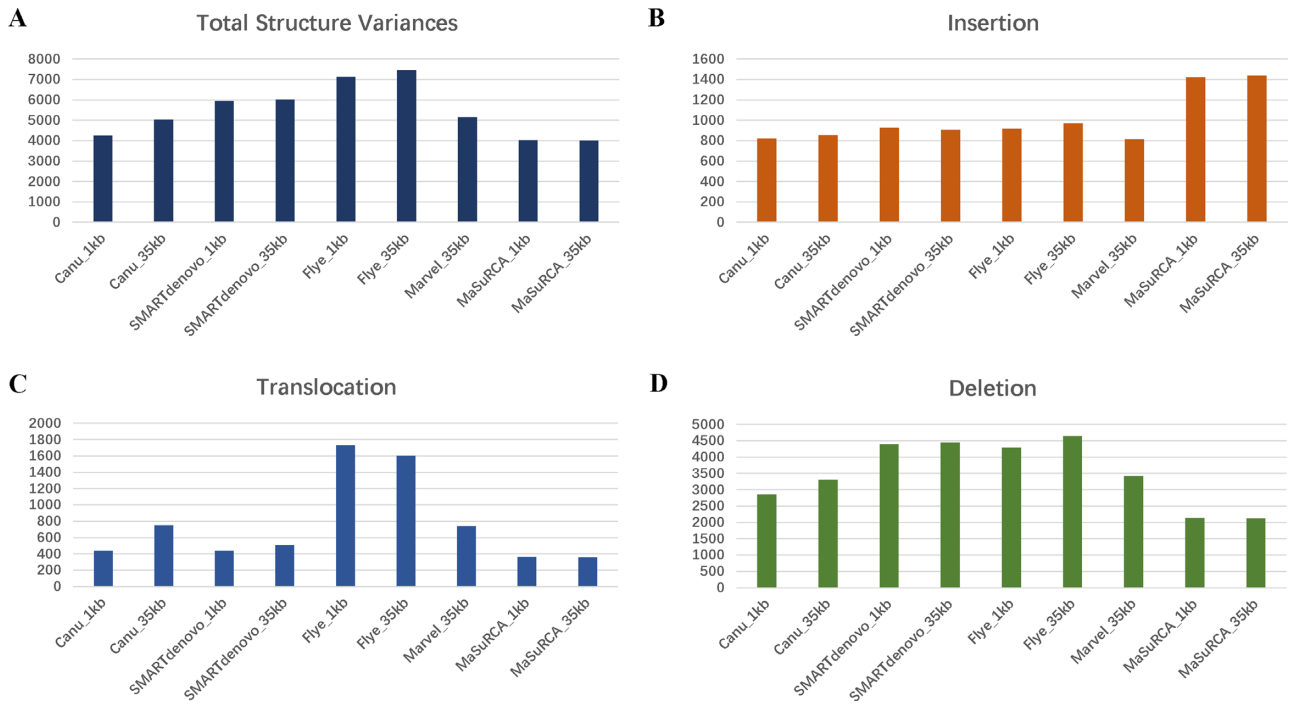 A
Total Structure Variances
8000
7000
6000
5000
4000
3000
2000
1000
0
Canu_1kb
Canu_35kb
SMARTdenovo_1kb
SMARTdenovo_35kb
Flye_1kb
Flye_35kb
Marvel_35kb
MaSuRCA_1kb
MaSuRCA_35kb
B
Insertion
1600
1400
1200
1000
800
600
400
200
0
Canu_1kb
Canu_35kb
SMARTdenovo_1kb
SMARTdenovo_35kb
Flye_1kb
Flye_35kb
Marvel_35kb
MaSuRCA_1kb
MaSuRCA_35kb
C
Translocation
2000
1800
1600
1400
1200
1000
800
600
400
200
0
Canu_1kb
Canu_35kb
SMARTdenovo_1kb
SMARTdenovo_35kb
Flye_1kb
Flye_35kb
Marvel_35kb
MaSuRCA_1kb
MaSuRCA_35kb
D
Deletion
5000
4500
4000
3500
3000
2500
2000
1500
1000
500
0
Canu_1kb
Canu_35kb
SMARTdenovo_1kb
SMARTdenovo_35kb
Flye_1kb
Flye_35kb
Marvel_35kb
MaSuRCA_1kb
MaSuRCA_35kb